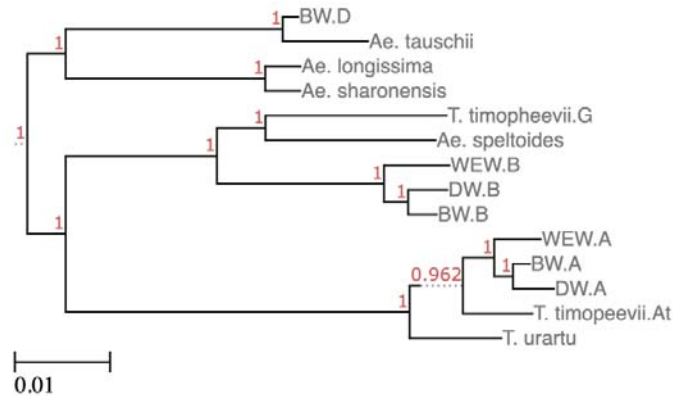 1 BW.D
1 Ae. tauschii
1 Ae. longissima
Ae. sharonensis
1
1 T. timopheevii.G
1 Ae. speltoides
WEW.B
1 DW.B
1 BW.B
WEW.A
1 BW.A
0.962 1 DW.A
1 T. timopeevii.At
T. urartu
0.01